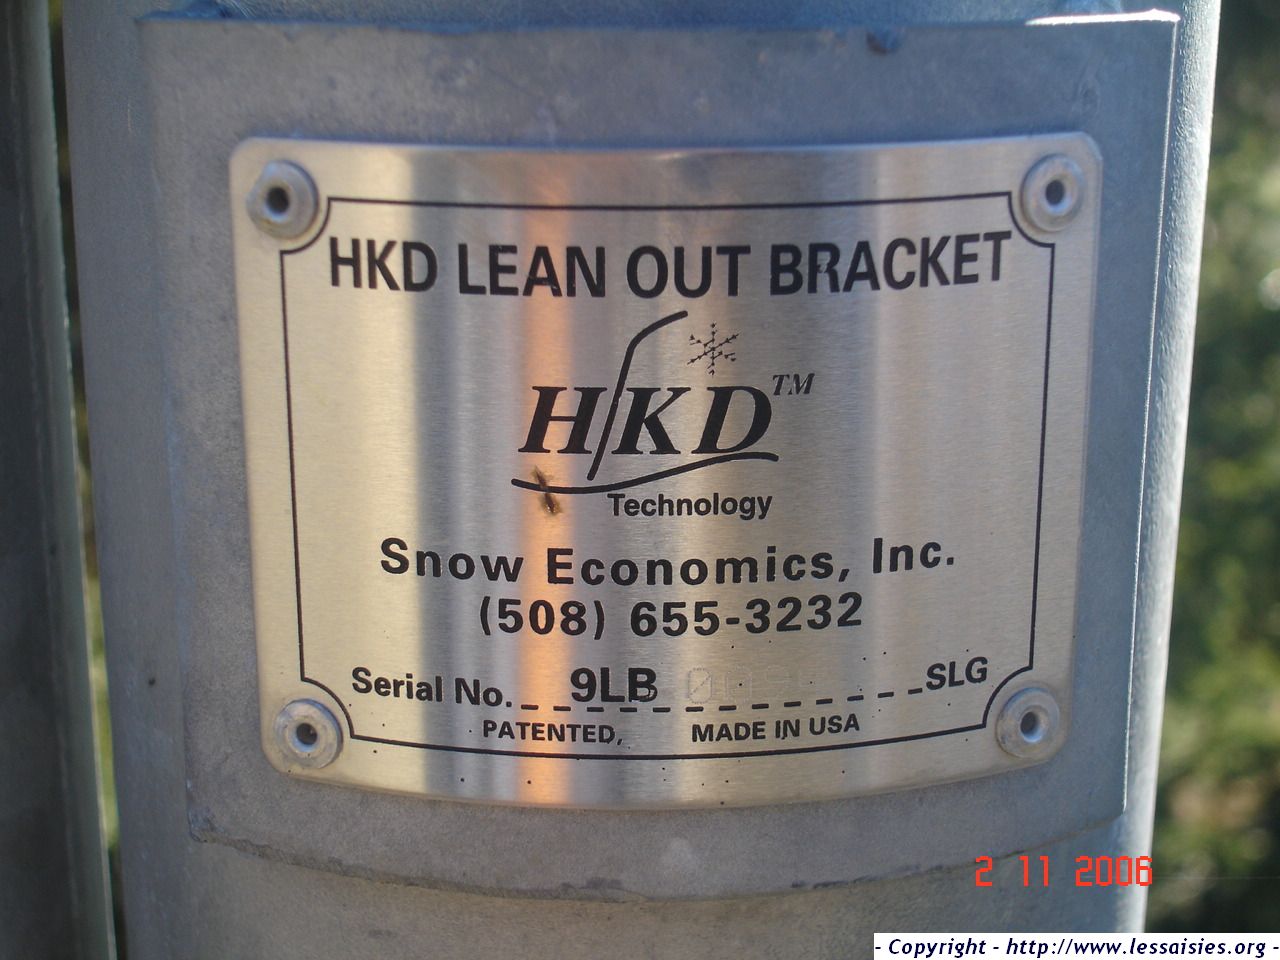 HKD LEAN OUT BRACKET
HKD™
Technology
Snow Economics, Inc.
(508) 655-3232
Serial No. 9LB SLG
PATENTED, MADE IN USA
2 11 2006
- Copyright - http://www.lessaisies.org -